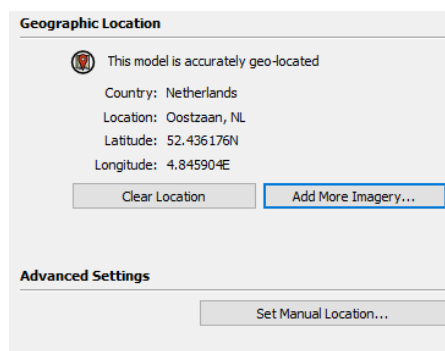 Geographic Location
This model is accurately geo-located
Country: Netherlands
Location: Oostzaan, NL
Latitude: 52.436176N
Longitude: 4.845904E
Clear Location Add More Imagery...
Advanced Settings
Set Manual Location...